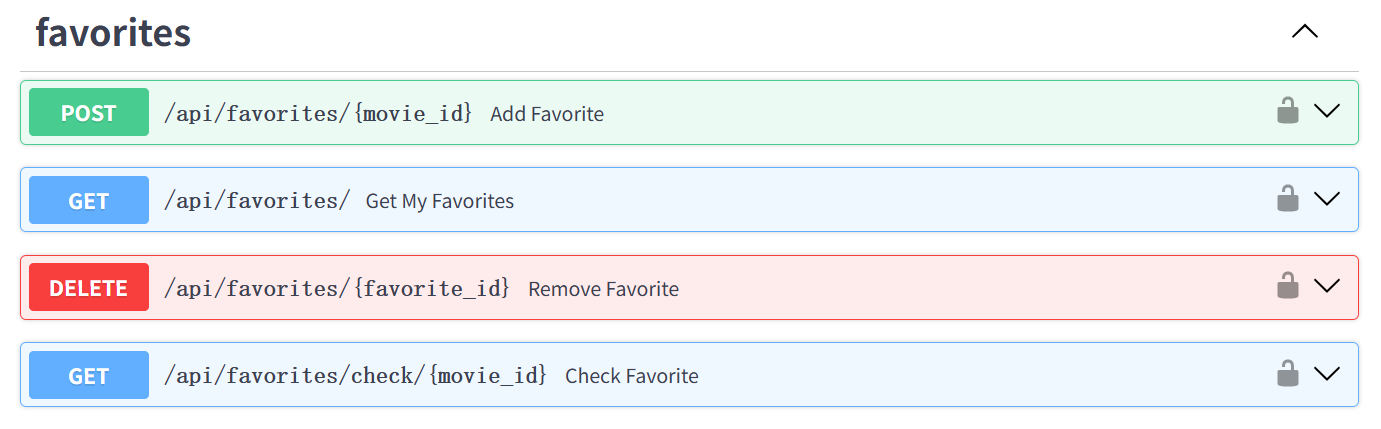 favorites
POST /api/favorites/{movie_id} Add Favorite
GET /api/favorites/ Get My Favorites
DELETE /api/favorites/{favorite_id} Remove Favorite
GET /api/favorites/check/{movie_id} Check Favorite